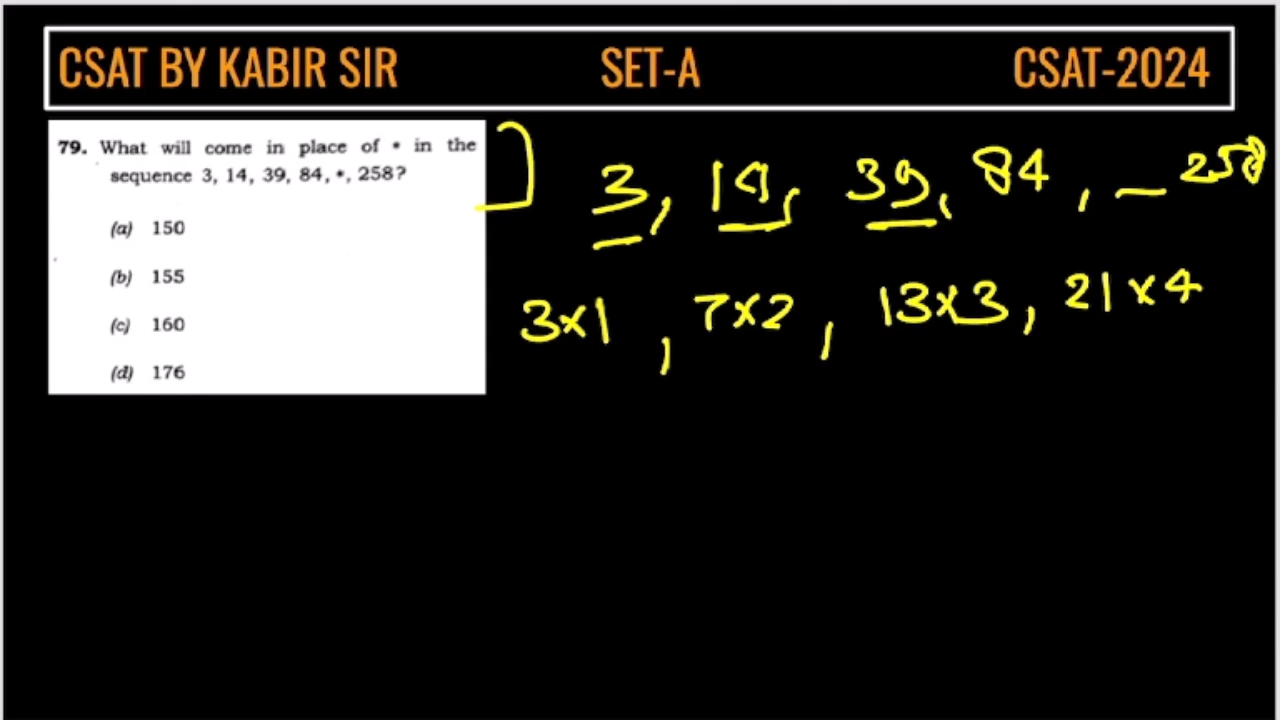 CSAT BY KABIR SIR SET-A CSAT-2024
79. What will come in place of * in the
sequence 3, 14, 39, 84, *, 258?
(a) 150
(b) 155
(c) 160
(d) 176
3, 14, 39, 84, _ 258
3×1, 7×2, 13×3, 21×4